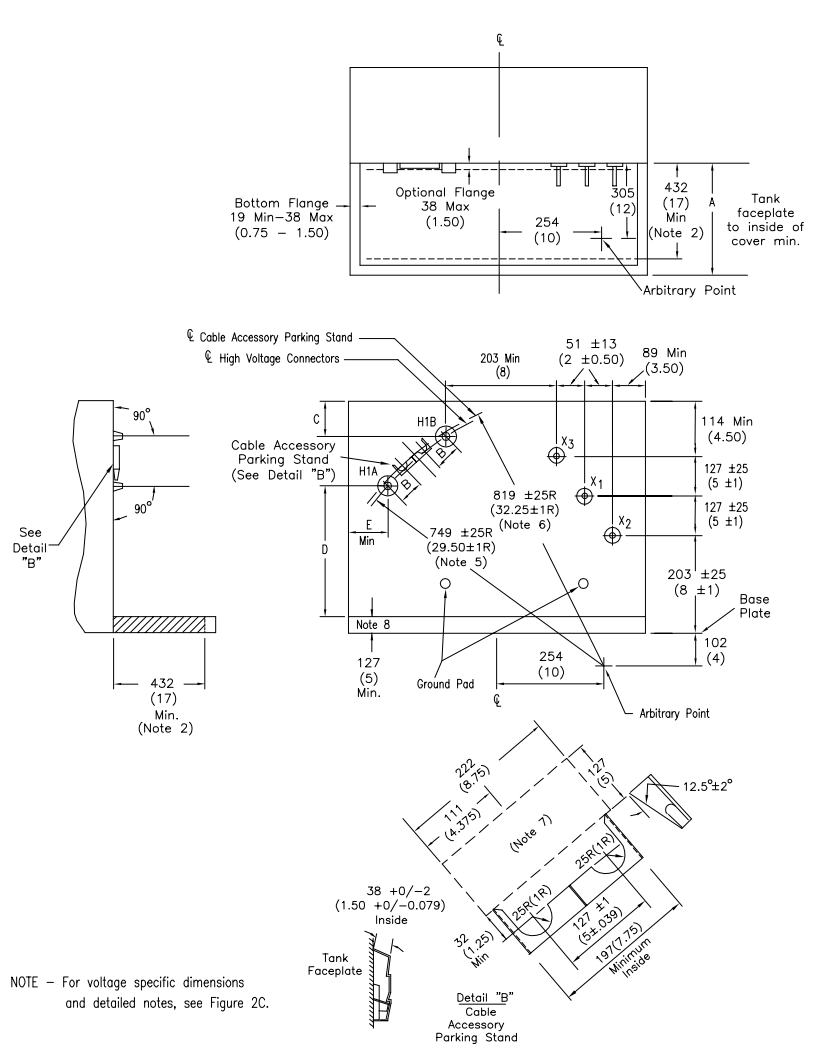 ℄
Bottom Flange
19 Min–38 Max
(0.75 – 1.50)
Optional Flange
38 Max
(1.50)
254
(10)
305
(12)
432
(17)
Min
(Note 2)
A
Tank
faceplate
to inside of
cover min.
Arbitrary Point
℄ Cable Accessory Parking Stand
℄ High Voltage Connectors
203 Min
(8)
51 ±13
(2 ±0.50)
89 Min
(3.50)
90°
90°
See
Detail
"B"
432
(17)
Min.
(Note 2)
C
H1B
Cable Accessory
Parking Stand
(See Detail "B")
H1A
B
B
X3
X1
X2
E
Min
D
819 ±25R
(32.25±1R)
(Note 6)
749 ±25R
(29.50±1R)
(Note 5)
114 Min
(4.50)
127 ±25
(5 ±1)
127 ±25
(5 ±1)
203 ±25
(8 ±1)
Base
Plate
102
(4)
Note 8
127
(5)
Min.
Ground Pad
254
(10)
℄
Arbitrary Point
222
(8.75)
111
(4.375)
127
(5)
12.5°±2°
(Note 7)
25R(1R)
25R(1R)
32
(1.25)
Min
127 ±1
(5±.039)
197(7.75)
Minimum
Inside
38 +0/−2
(1.50 +0/−0.079)
Inside
Tank
Faceplate
Detail "B"
Cable
Accessory
Parking Stand
NOTE – For voltage specific dimensions
and detailed notes, see Figure 2C.